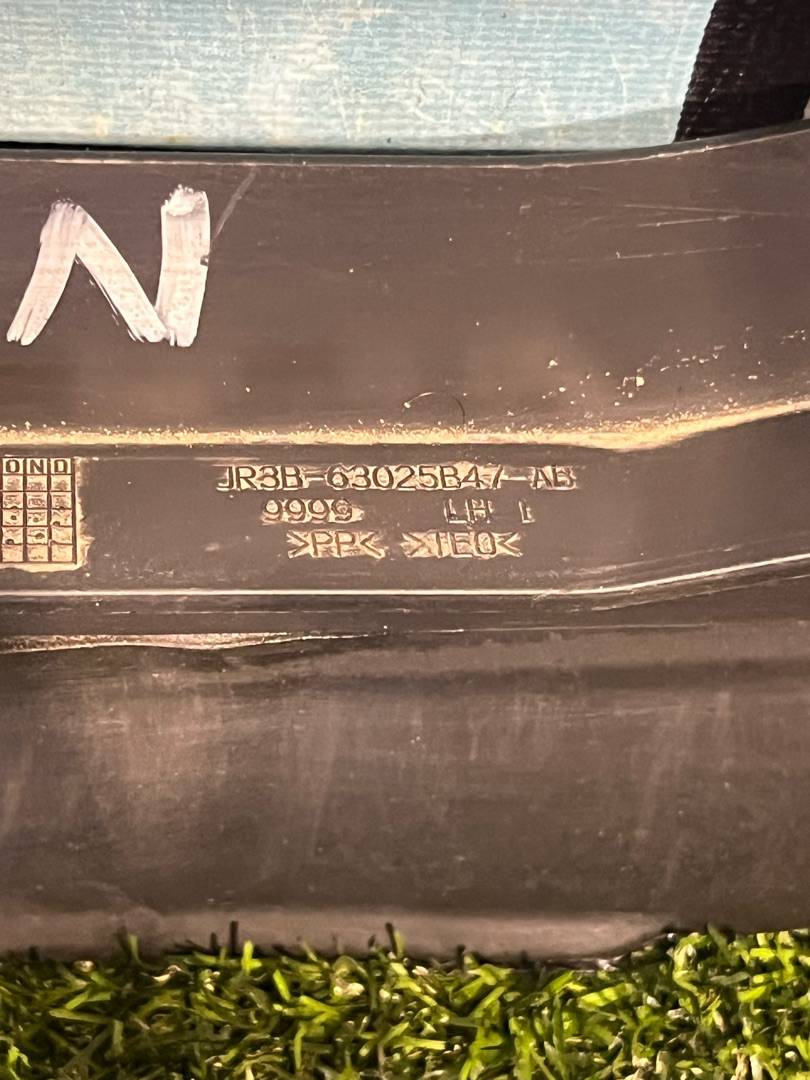 N
O N D
JR3B-63025B47-AB
9999 LH 1
>PP< >TEO<